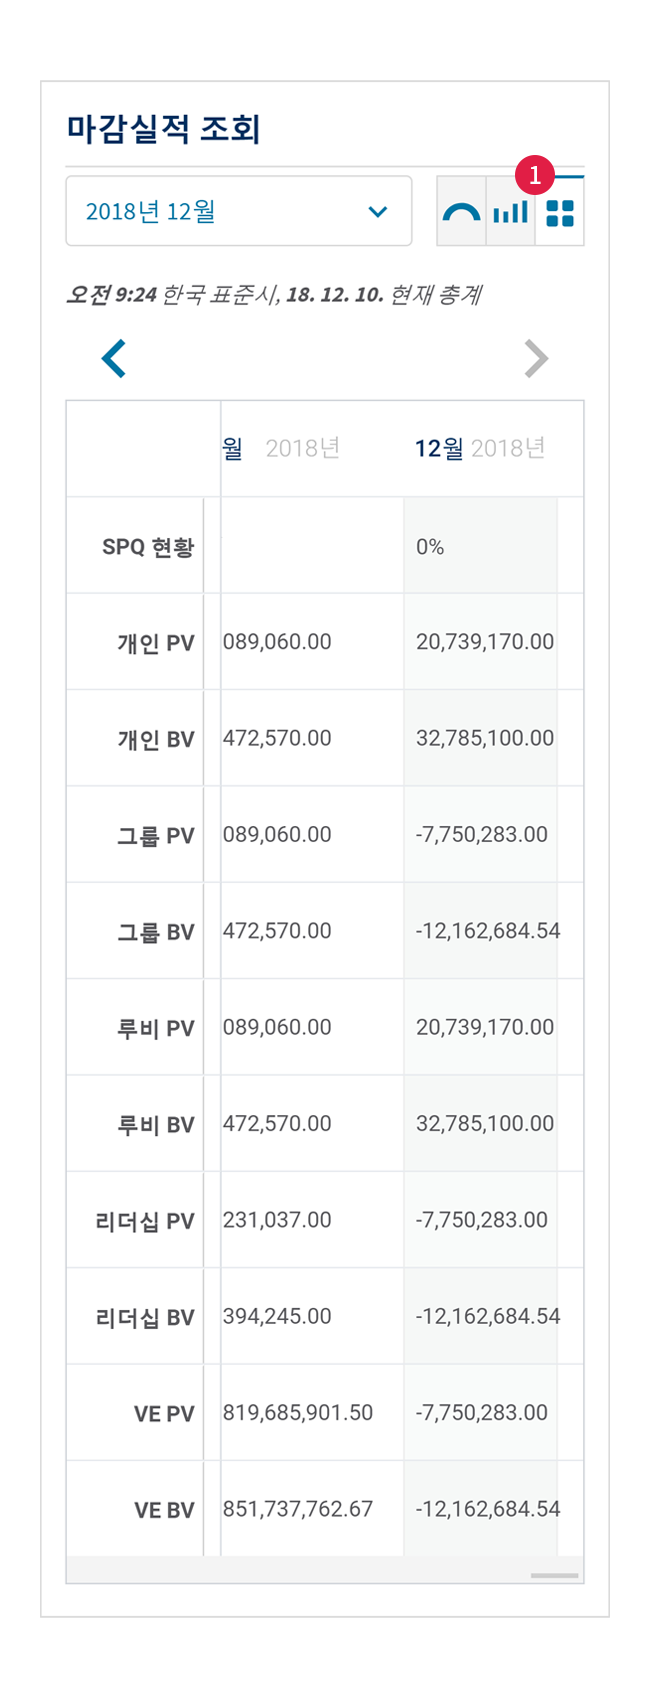 마감실적 조회
1
2018년 12월
오전 9:24 한국 표준시, 18. 12. 10. 현재 총계
월 2018년 12월 2018년
SPQ 현황 0%
개인 PV 089,060.00 20,739,170.00
개인 BV 472,570.00 32,785,100.00
그룹 PV 089,060.00 -7,750,283.00
그룹 BV 472,570.00 -12,162,684.54
루비 PV 089,060.00 20,739,170.00
루비 BV 472,570.00 32,785,100.00
리더십 PV 231,037.00 -7,750,283.00
리더십 BV 394,245.00 -12,162,684.54
VE PV 819,685,901.50 -7,750,283.00
VE BV 851,737,762.67 -12,162,684.54